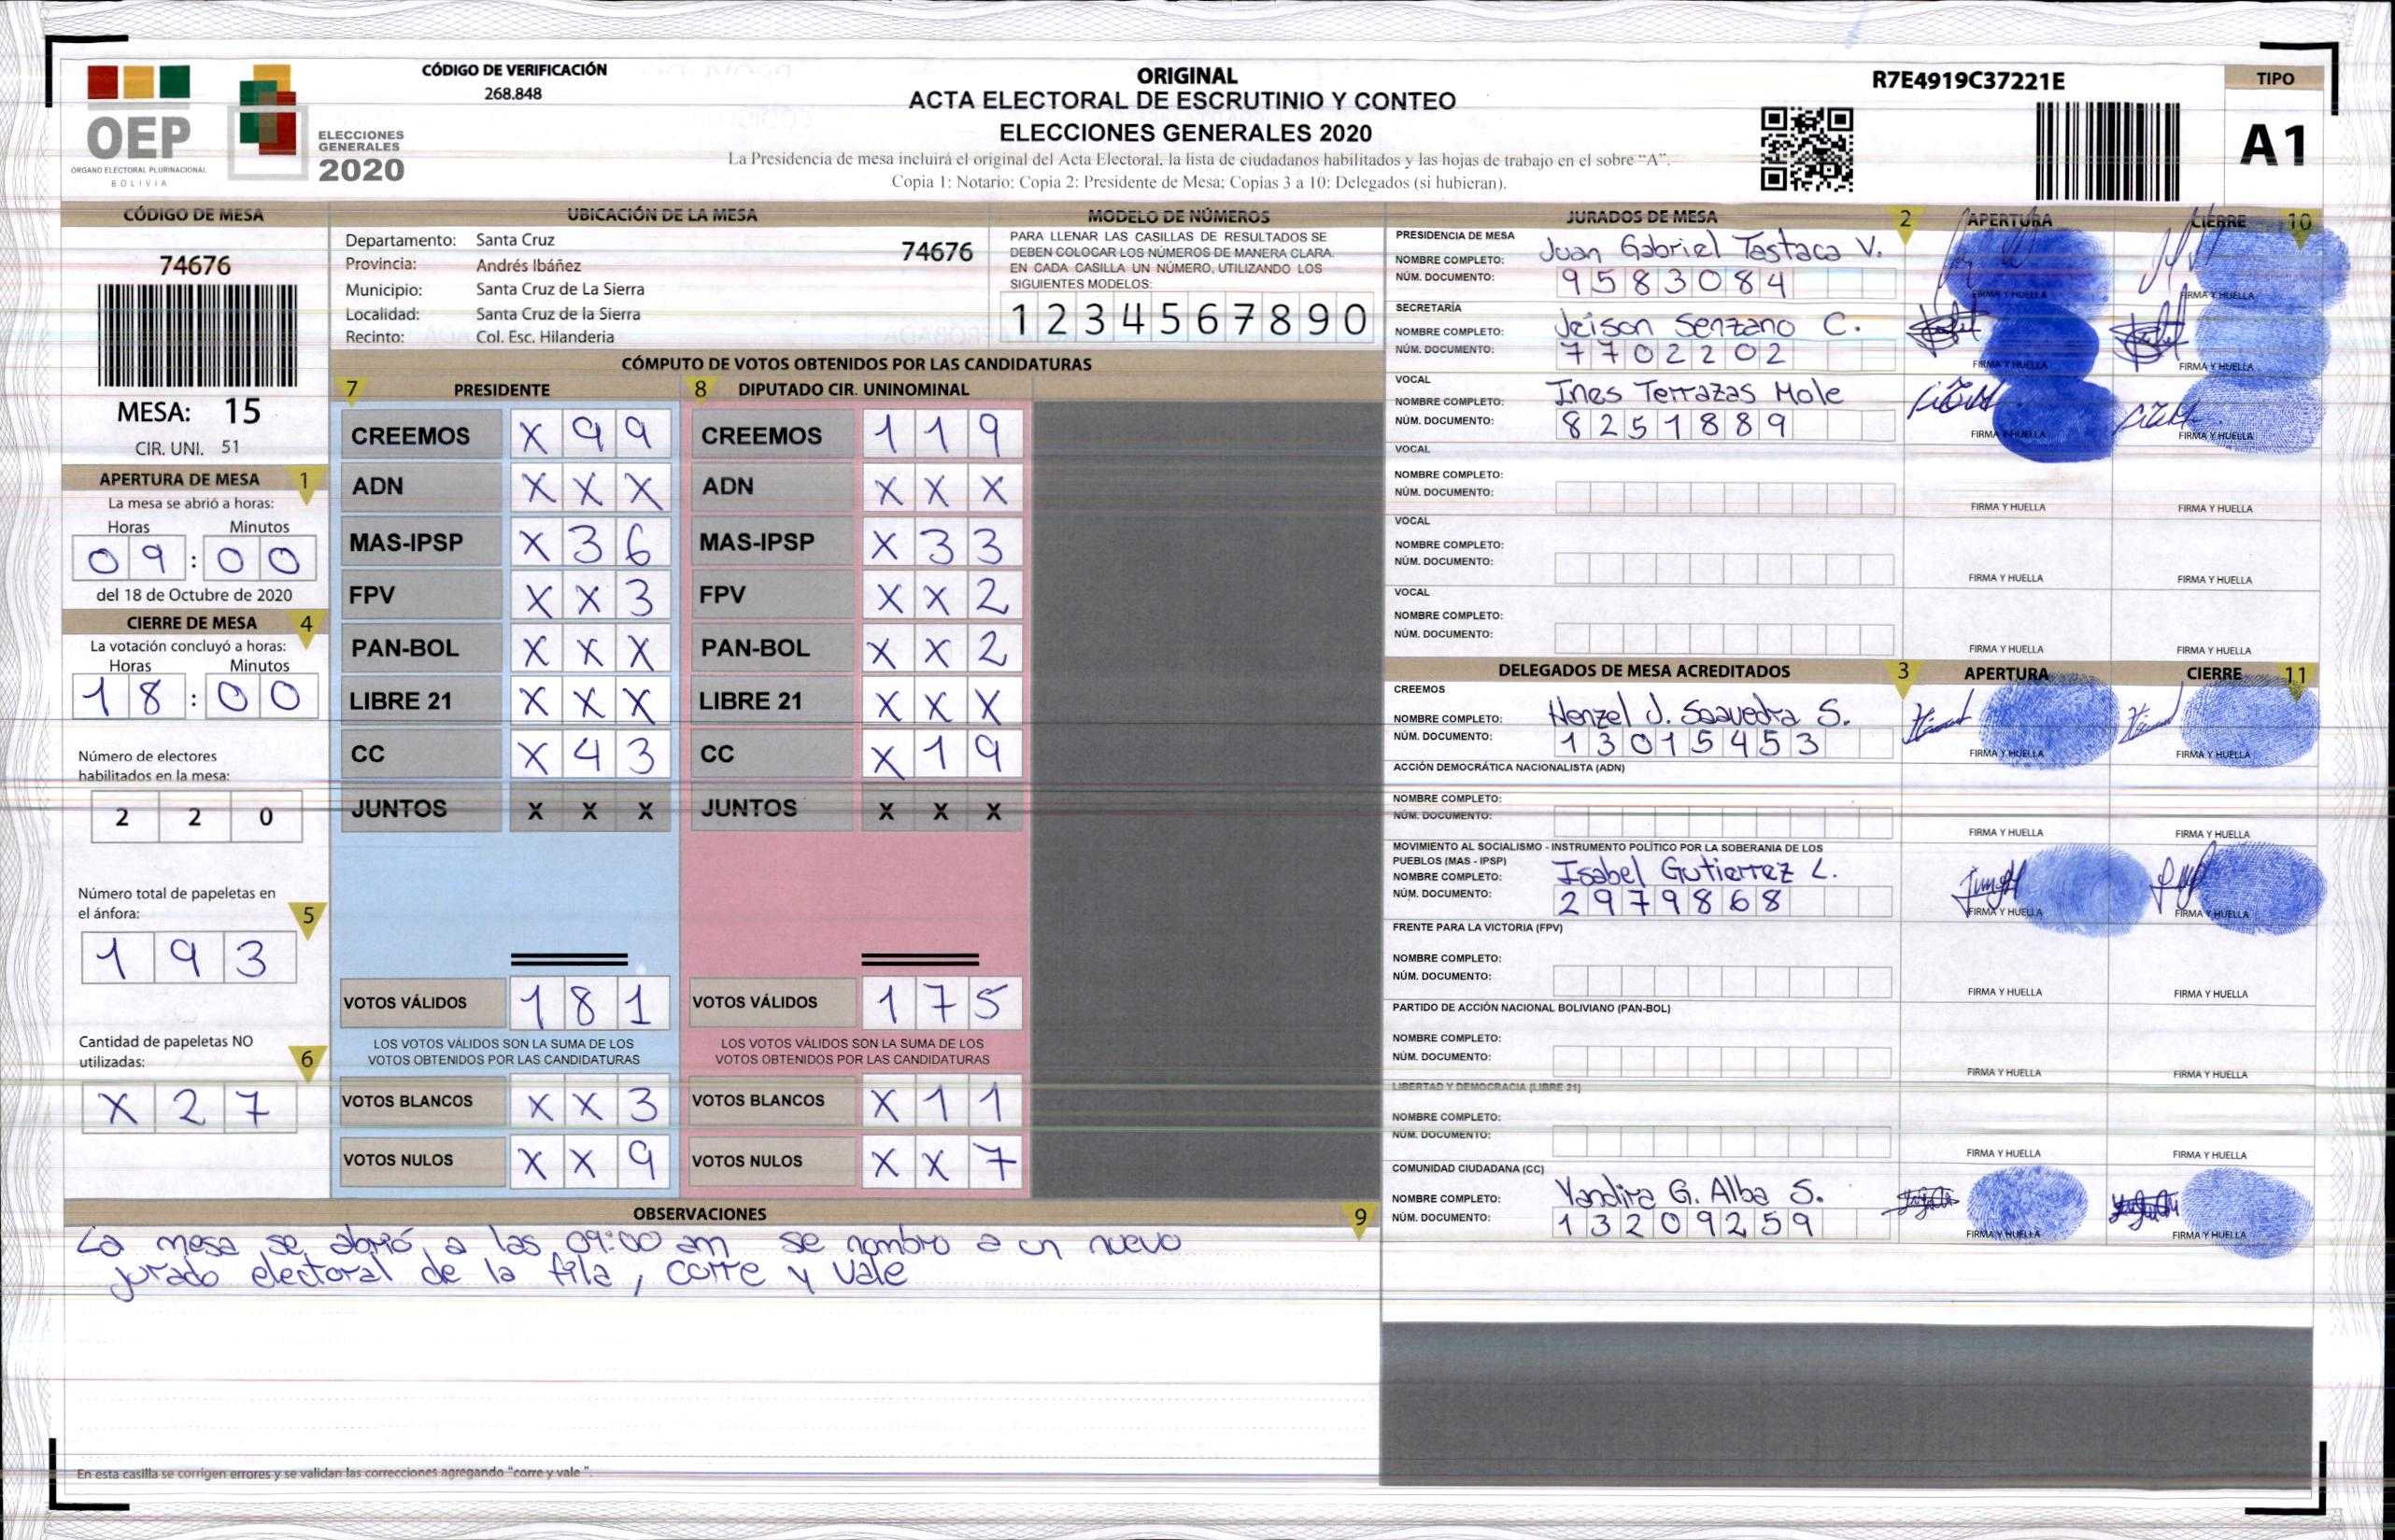 CÓDIGO DE VERIFICACIÓN
268.848
OEP
ÓRGANO ELECTORAL PLURINACIONAL
BOLIVIA
ELECCIONES
GENERALES
2020
ORIGINAL
ACTA ELECTORAL DE ESCRUTINIO Y CONTEO
ELECCIONES GENERALES 2020
La Presidencia de mesa incluirá el original del Acta Electoral, la lista de ciudadanos habilitados y las hojas de trabajo en el sobre “A”.
Copia 1: Notario; Copia 2: Presidente de Mesa; Copias 3 a 10: Delegados (si hubieran).
R7E4919C37221E
TIPO
A1
CÓDIGO DE MESA
74676
MESA: 15
CIR. UNI. 51
APERTURA DE MESA 1
La mesa se abrió a horas:
Horas Minutos
09:00
del 18 de Octubre de 2020
CIERRE DE MESA 4
La votación concluyó a horas:
Horas Minutos
18:00
Número de electores
habilitados en la mesa:
2 2 0
Número total de papeletas en
el ánfora: 5
1 9 3
Cantidad de papeletas NO
utilizadas: 6
X 2 7
UBICACIÓN DE LA MESA
Departamento: Santa Cruz 74676
Provincia: Andrés Ibáñez
Municipio: Santa Cruz de La Sierra
Localidad: Santa Cruz de la Sierra
Recinto: Col. Esc. Hilanderia
MODELO DE NÚMEROS
PARA LLENAR LAS CASILLAS DE RESULTADOS SE
DEBEN COLOCAR LOS NÚMEROS DE MANERA CLARA.
EN CADA CASILLA UN NÚMERO, UTILIZANDO LOS
SIGUIENTES MODELOS:
1 2 3 4 5 6 7 8 9 0
CÓMPUTO DE VOTOS OBTENIDOS POR LAS CANDIDATURAS
7 PRESIDENTE
CREEMOS X 9 9
ADN X X X
MAS-IPSP X 3 6
FPV X X 3
PAN-BOL X X X
LIBRE 21 X X X
CC X 4 3
JUNTOS X X X
VOTOS VÁLIDOS 1 8 1
LOS VOTOS VÁLIDOS SON LA SUMA DE LOS
VOTOS OBTENIDOS POR LAS CANDIDATURAS
VOTOS BLANCOS X X 3
VOTOS NULOS X X 9
8 DIPUTADO CIR. UNINOMINAL
CREEMOS 1 1 9
ADN X X X
MAS-IPSP X 3 3
FPV X X 2
PAN-BOL X X 2
LIBRE 21 X X X
CC X 1 9
JUNTOS X X X
VOTOS VÁLIDOS 1 7 5
LOS VOTOS VÁLIDOS SON LA SUMA DE LOS
VOTOS OBTENIDOS POR LAS CANDIDATURAS
VOTOS BLANCOS X 1 1
VOTOS NULOS X X 7
OBSERVACIONES 9
La mesa se abrió a las 09:00 am se nombro a un nuevo
jurado electoral de la fila, corre y vale
En esta casilla se corrigen errores y se validan las correcciones agregando "corre y vale ".
JURADOS DE MESA 2 APERTURA CIERRE 10
PRESIDENCIA DE MESA
NOMBRE COMPLETO: Juan Gabriel Tastaca V.
NÚM. DOCUMENTO: 9583084
FIRMA Y HUELLA FIRMA Y HUELLA
SECRETARÍA
NOMBRE COMPLETO: Jeison Senzano C.
NÚM. DOCUMENTO: 7702202
FIRMA Y HUELLA FIRMA Y HUELLA
VOCAL
NOMBRE COMPLETO: Ines Terrazas Mole
NÚM. DOCUMENTO: 8251889
FIRMA Y HUELLA FIRMA Y HUELLA
VOCAL
NOMBRE COMPLETO:
NÚM. DOCUMENTO:
FIRMA Y HUELLA FIRMA Y HUELLA
VOCAL
NOMBRE COMPLETO:
NÚM. DOCUMENTO:
FIRMA Y HUELLA FIRMA Y HUELLA
VOCAL
NOMBRE COMPLETO:
NÚM. DOCUMENTO:
FIRMA Y HUELLA FIRMA Y HUELLA
DELEGADOS DE MESA ACREDITADOS 3 APERTURA CIERRE 11
CREEMOS
NOMBRE COMPLETO: Henzel J. Saavedra S.
NÚM. DOCUMENTO: 13015453
FIRMA Y HUELLA FIRMA Y HUELLA
ACCIÓN DEMOCRÁTICA NACIONALISTA (ADN)
NOMBRE COMPLETO:
NÚM. DOCUMENTO:
FIRMA Y HUELLA FIRMA Y HUELLA
MOVIMIENTO AL SOCIALISMO - INSTRUMENTO POLÍTICO POR LA SOBERANIA DE LOS
PUEBLOS (MAS - IPSP)
NOMBRE COMPLETO: Isabel Gutierrez L.
NÚM. DOCUMENTO: 2979868
FIRMA Y HUELLA FIRMA Y HUELLA
FRENTE PARA LA VICTORIA (FPV)
NOMBRE COMPLETO:
NÚM. DOCUMENTO:
FIRMA Y HUELLA FIRMA Y HUELLA
PARTIDO DE ACCIÓN NACIONAL BOLIVIANO (PAN-BOL)
NOMBRE COMPLETO:
NÚM. DOCUMENTO:
FIRMA Y HUELLA FIRMA Y HUELLA
LIBERTAD Y DEMOCRACIA (LIBRE 21)
NOMBRE COMPLETO:
NÚM. DOCUMENTO:
FIRMA Y HUELLA FIRMA Y HUELLA
COMUNIDAD CIUDADANA (CC)
NOMBRE COMPLETO: Yandira G. Alba S.
NÚM. DOCUMENTO: 13209259
FIRMA Y HUELLA FIRMA Y HUELLA